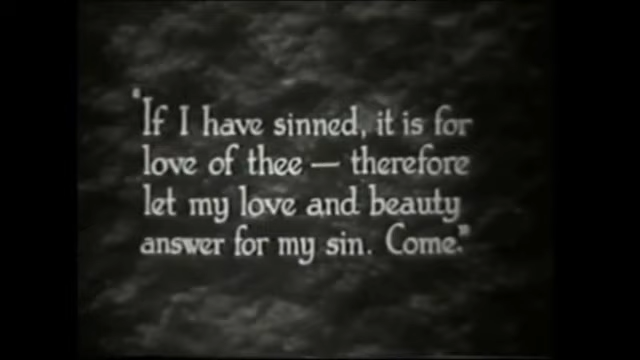 "If I have sinned, it is for
love of thee — therefore
let my love and beauty
answer for my sin. Come."